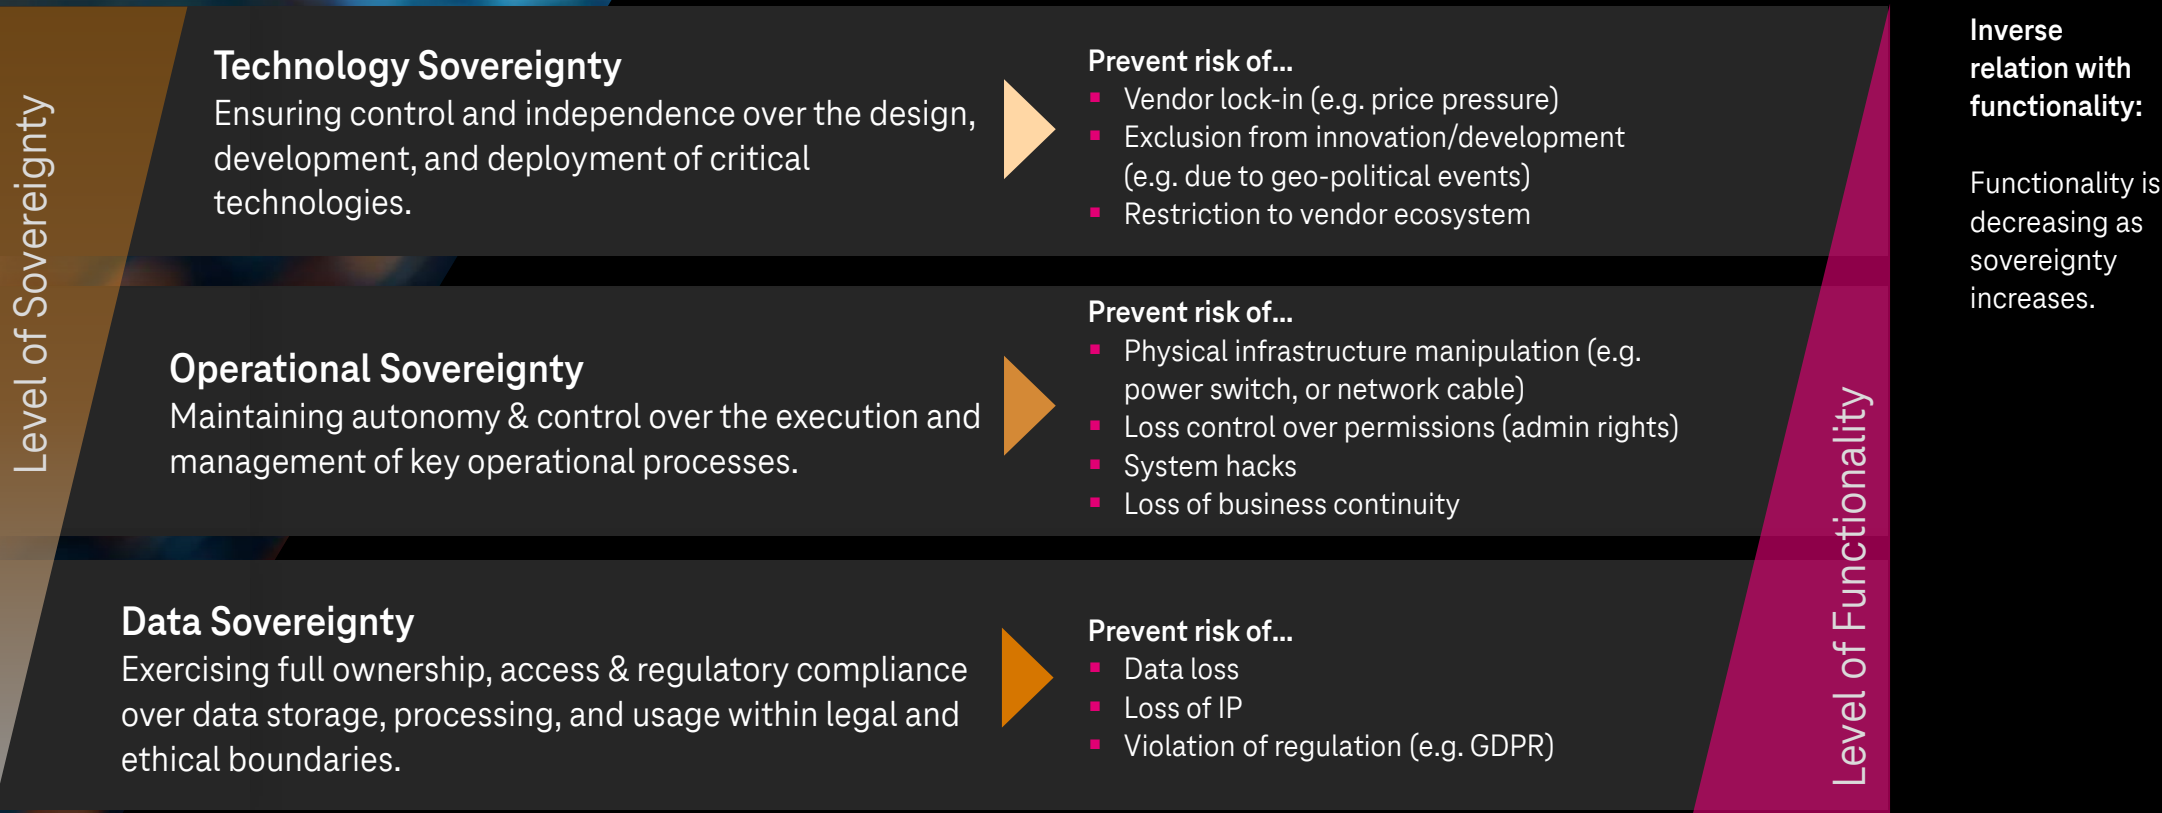 Level of Sovereignty
Technology Sovereignty
Ensuring control and independence over the design,
development, and deployment of critical
technologies.
Prevent risk of...
▪ Vendor lock-in (e.g. price pressure)
▪ Exclusion from innovation/development
(e.g. due to geo-political events)
▪ Restriction to vendor ecosystem
Operational Sovereignty
Maintaining autonomy & control over the execution and
management of key operational processes.
Prevent risk of...
▪ Physical infrastructure manipulation (e.g.
power switch, or network cable)
▪ Loss control over permissions (admin rights)
▪ System hacks
▪ Loss of business continuity
Data Sovereignty
Exercising full ownership, access & regulatory compliance
over data storage, processing, and usage within legal and
ethical boundaries.
Prevent risk of...
▪ Data loss
▪ Loss of IP
▪ Violation of regulation (e.g. GDPR)
Level of Functionality
Inverse
relation with
functionality:
Functionality is
decreasing as
sovereignty
increases.